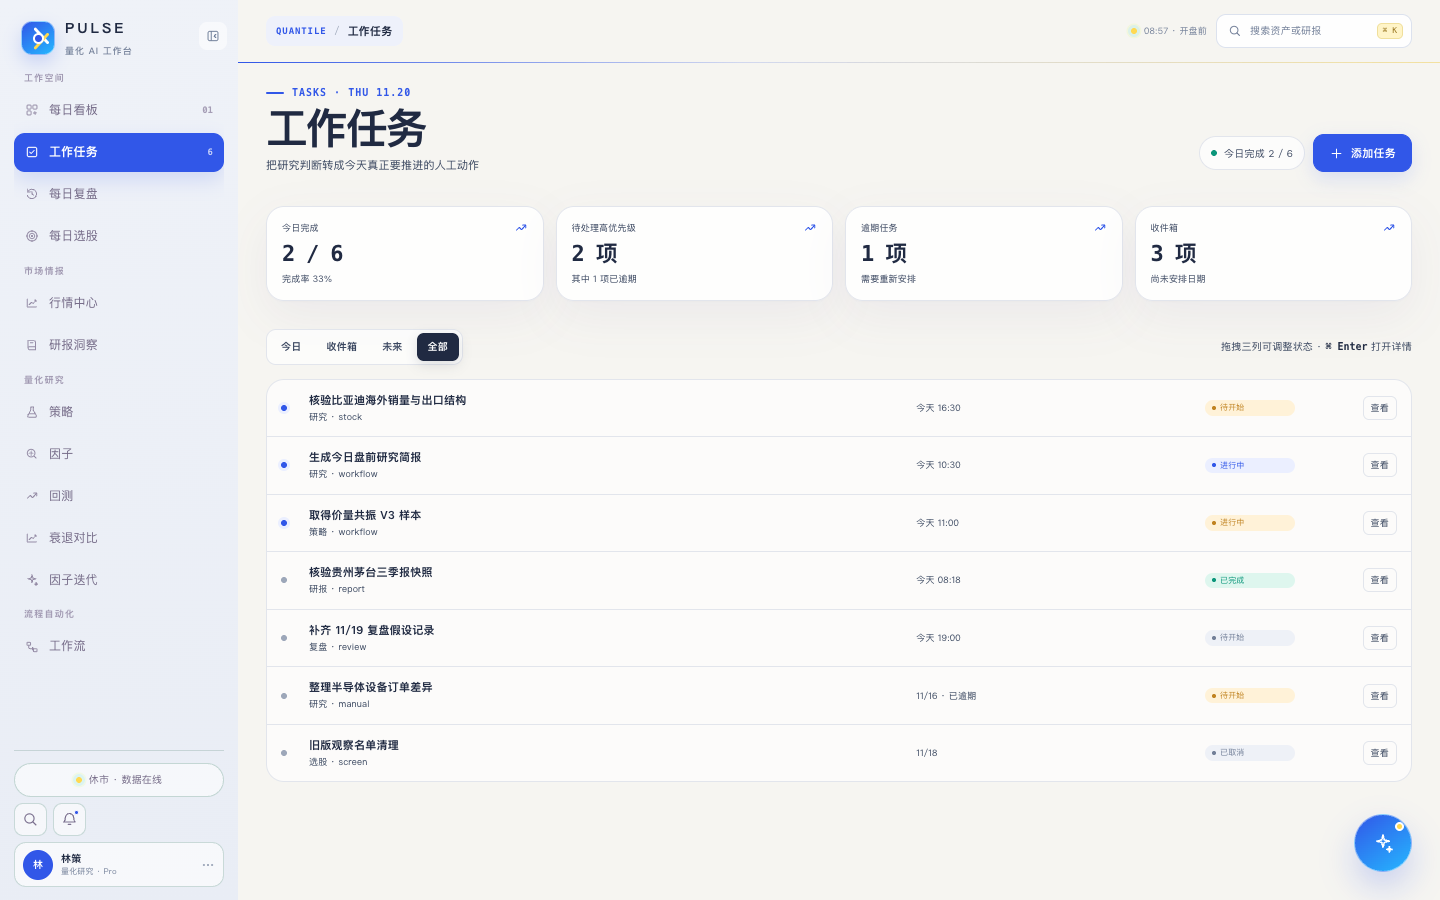 PULSE
量化 AI 工作台
工作空间
每日看板 01
工作任务 6
每日复盘
每日选股
市场情报
行情中心
研报洞察
量化研究
策略
因子
回测
衰退对比
因子迭代
流程自动化
工作流
休市 · 数据在线
林
林策
量化研究 · Pro
QUANTILE / 工作任务
08:57 · 开盘前
搜索资产或研报
⌘ K
TASKS · THU 11.20
工作任务
把研究判断转成今天真正要推进的人工动作
今日完成 2 / 6
添加任务
今日完成
2 / 6
完成率 33%
待处理高优先级
2 项
其中 1 项已逾期
逾期任务
1 项
需要重新安排
收件箱
3 项
尚未安排日期
今日 收件箱 未来 全部
拖拽三列可调整状态 · ⌘ Enter 打开详情
核验比亚迪海外销量与出口结构
研究 · stock
今天 16:30
待开始
查看
生成今日盘前研究简报
研究 · workflow
今天 10:30
进行中
查看
取得价量共振 V3 样本
策略 · workflow
今天 11:00
进行中
查看
核验贵州茅台三季报快照
研报 · report
今天 08:18
已完成
查看
补齐 11/19 复盘假设记录
复盘 · review
今天 19:00
待开始
查看
整理半导体设备订单差异
研究 · manual
11/16 · 已逾期
待开始
查看
旧版观察名单清理
选股 · screen
11/18
已取消
查看